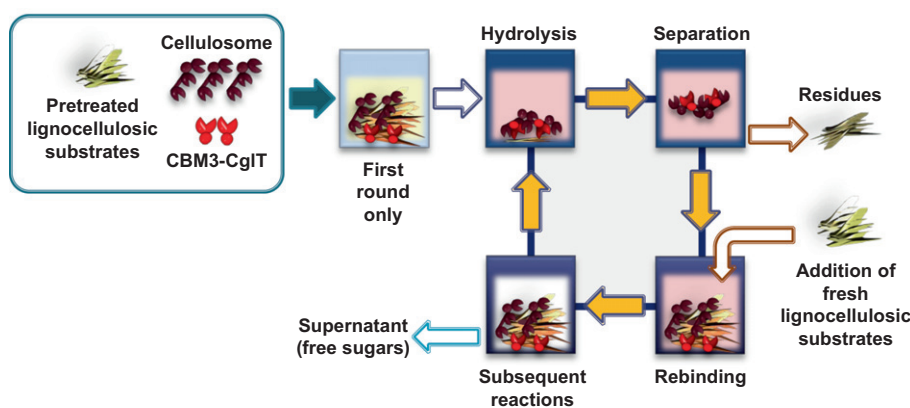 Cellulosome
Pretreated
lignocellulosic
substrates
CBM3-CglT
First
round
only
Hydrolysis
Separation
Residues
Addition of
fresh
lignocellulosic
substrates
Rebinding
Subsequent
reactions
Supernatant
(free sugars)